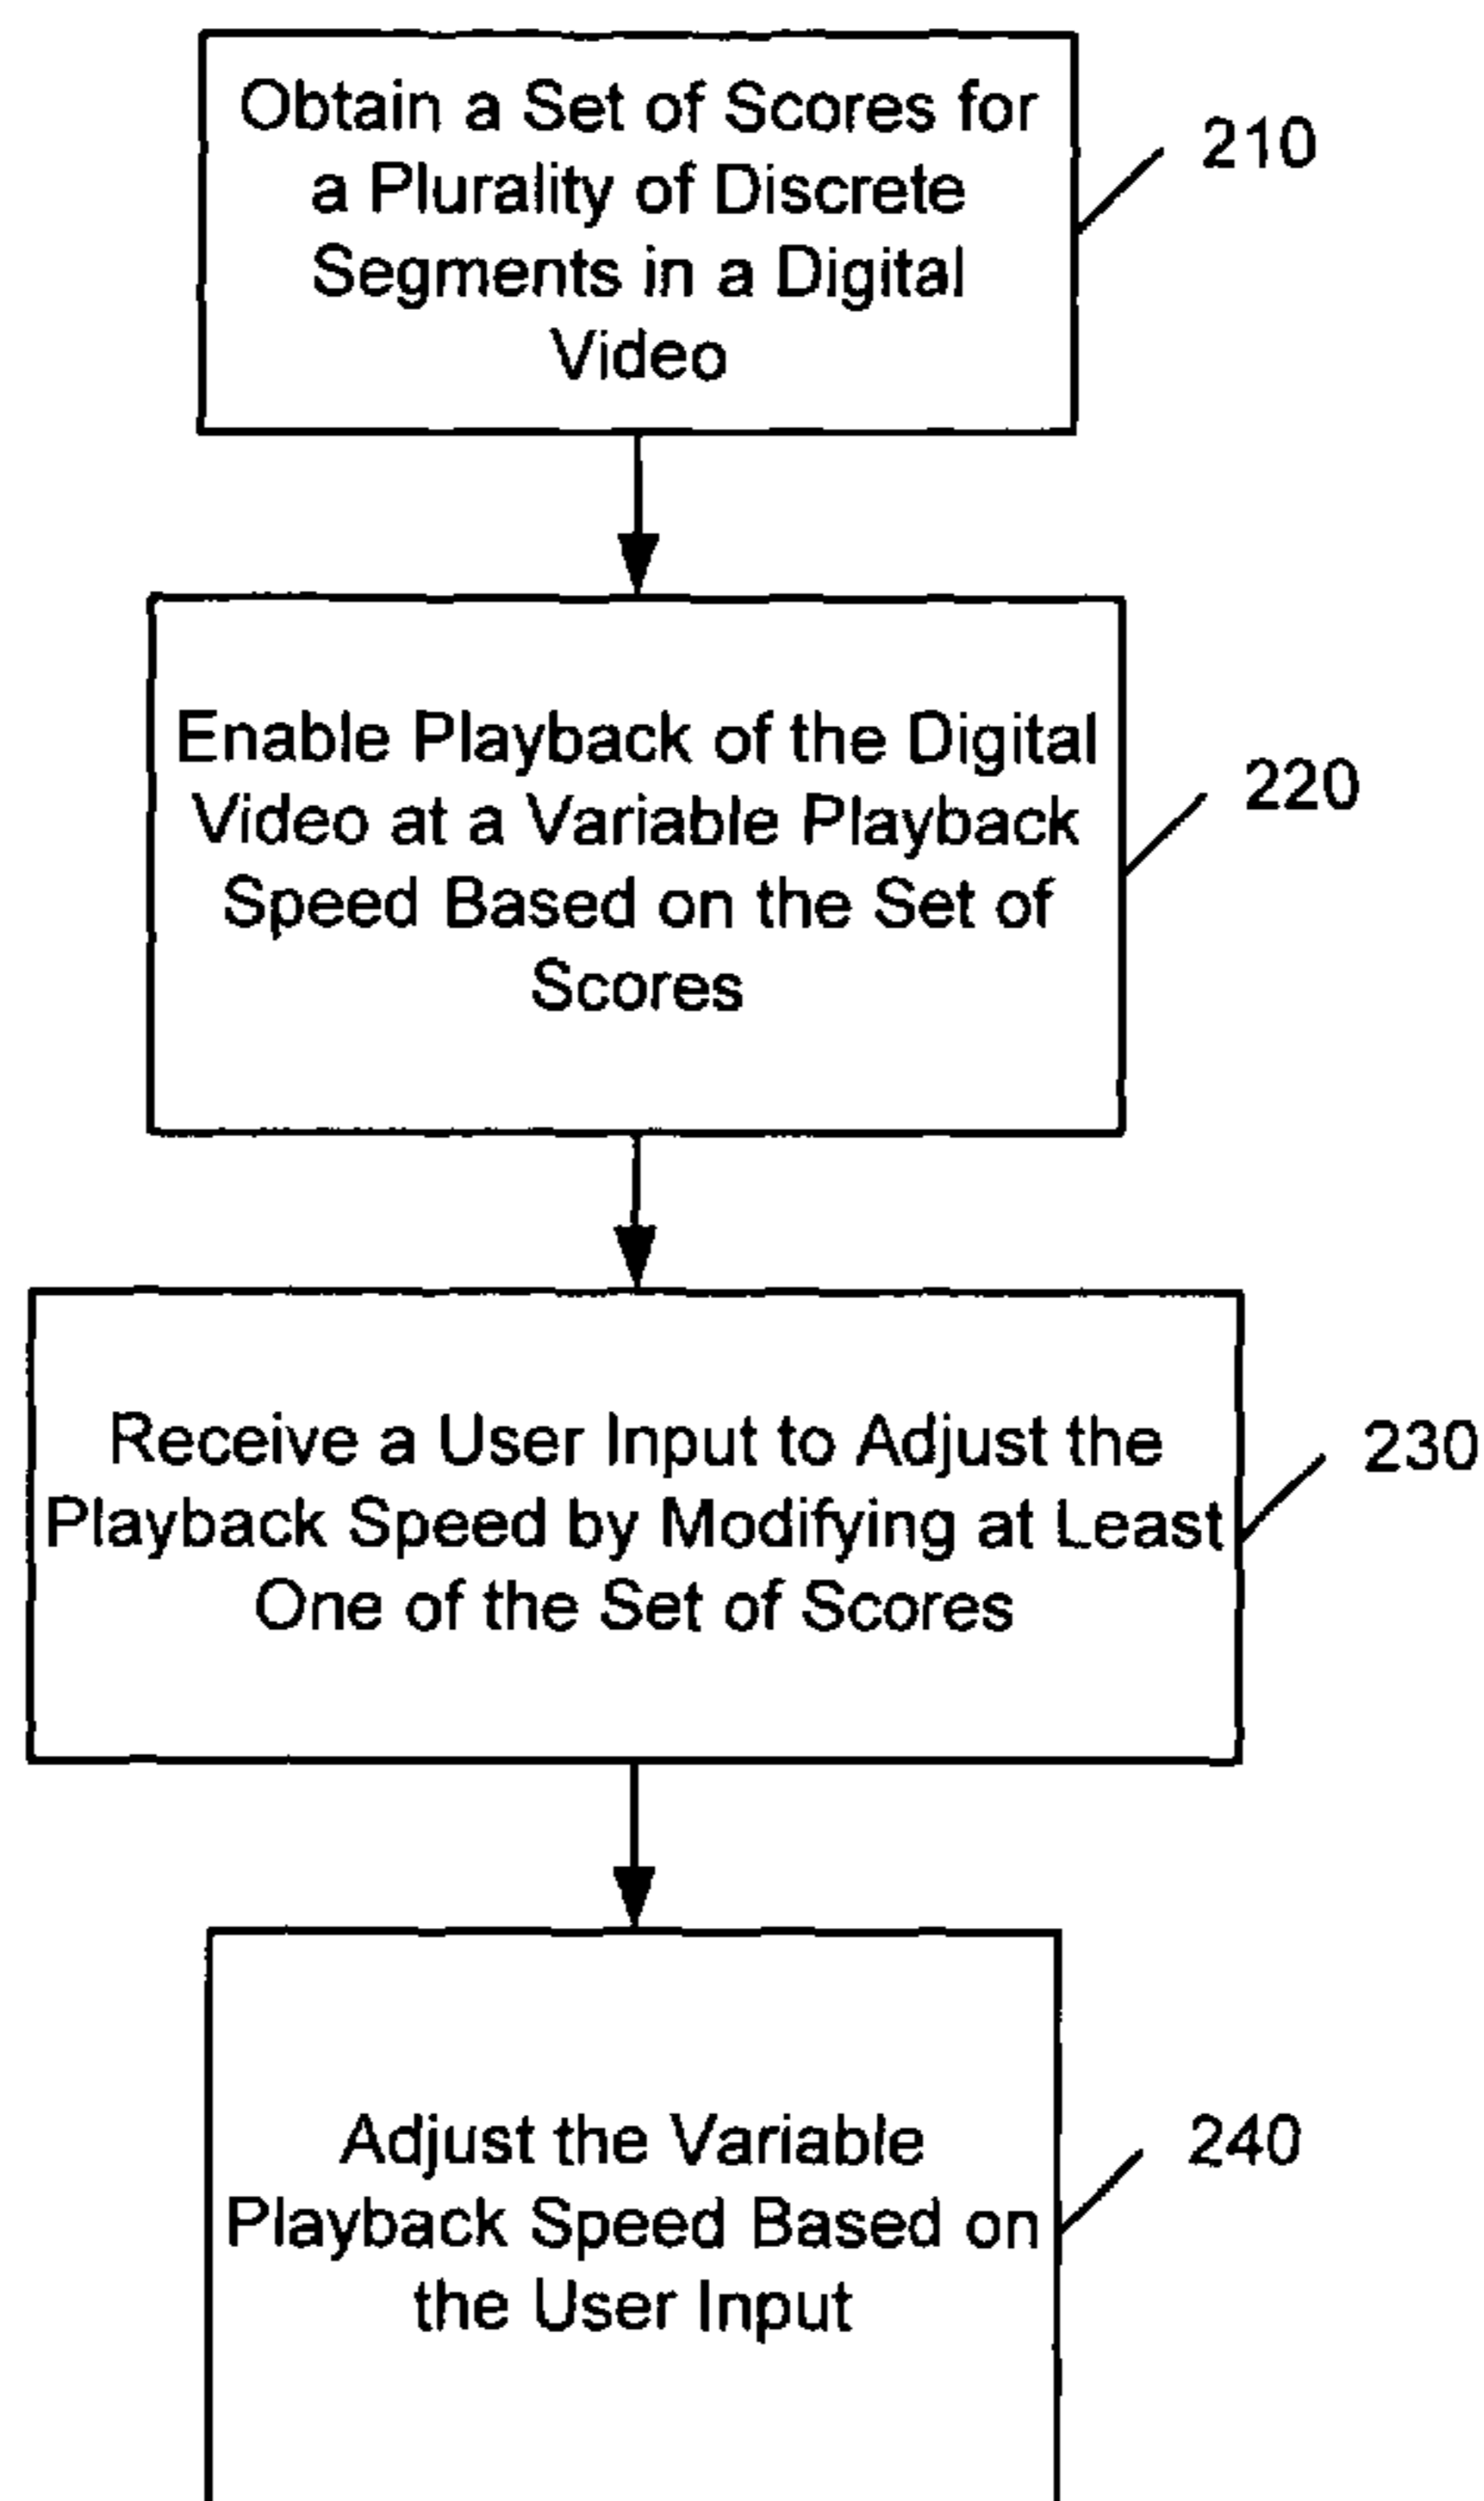 Obtain a Set of Scores for
a Plurality of Discrete
Segments in a Digital
Video
210
Enable Playback of the Digital
Video at a Variable Playback
Speed Based on the Set of
Scores
220
Receive a User Input to Adjust the
Playback Speed by Modifying at Least
One of the Set of Scores
230
Adjust the Variable
Playback Speed Based on
the User Input
240